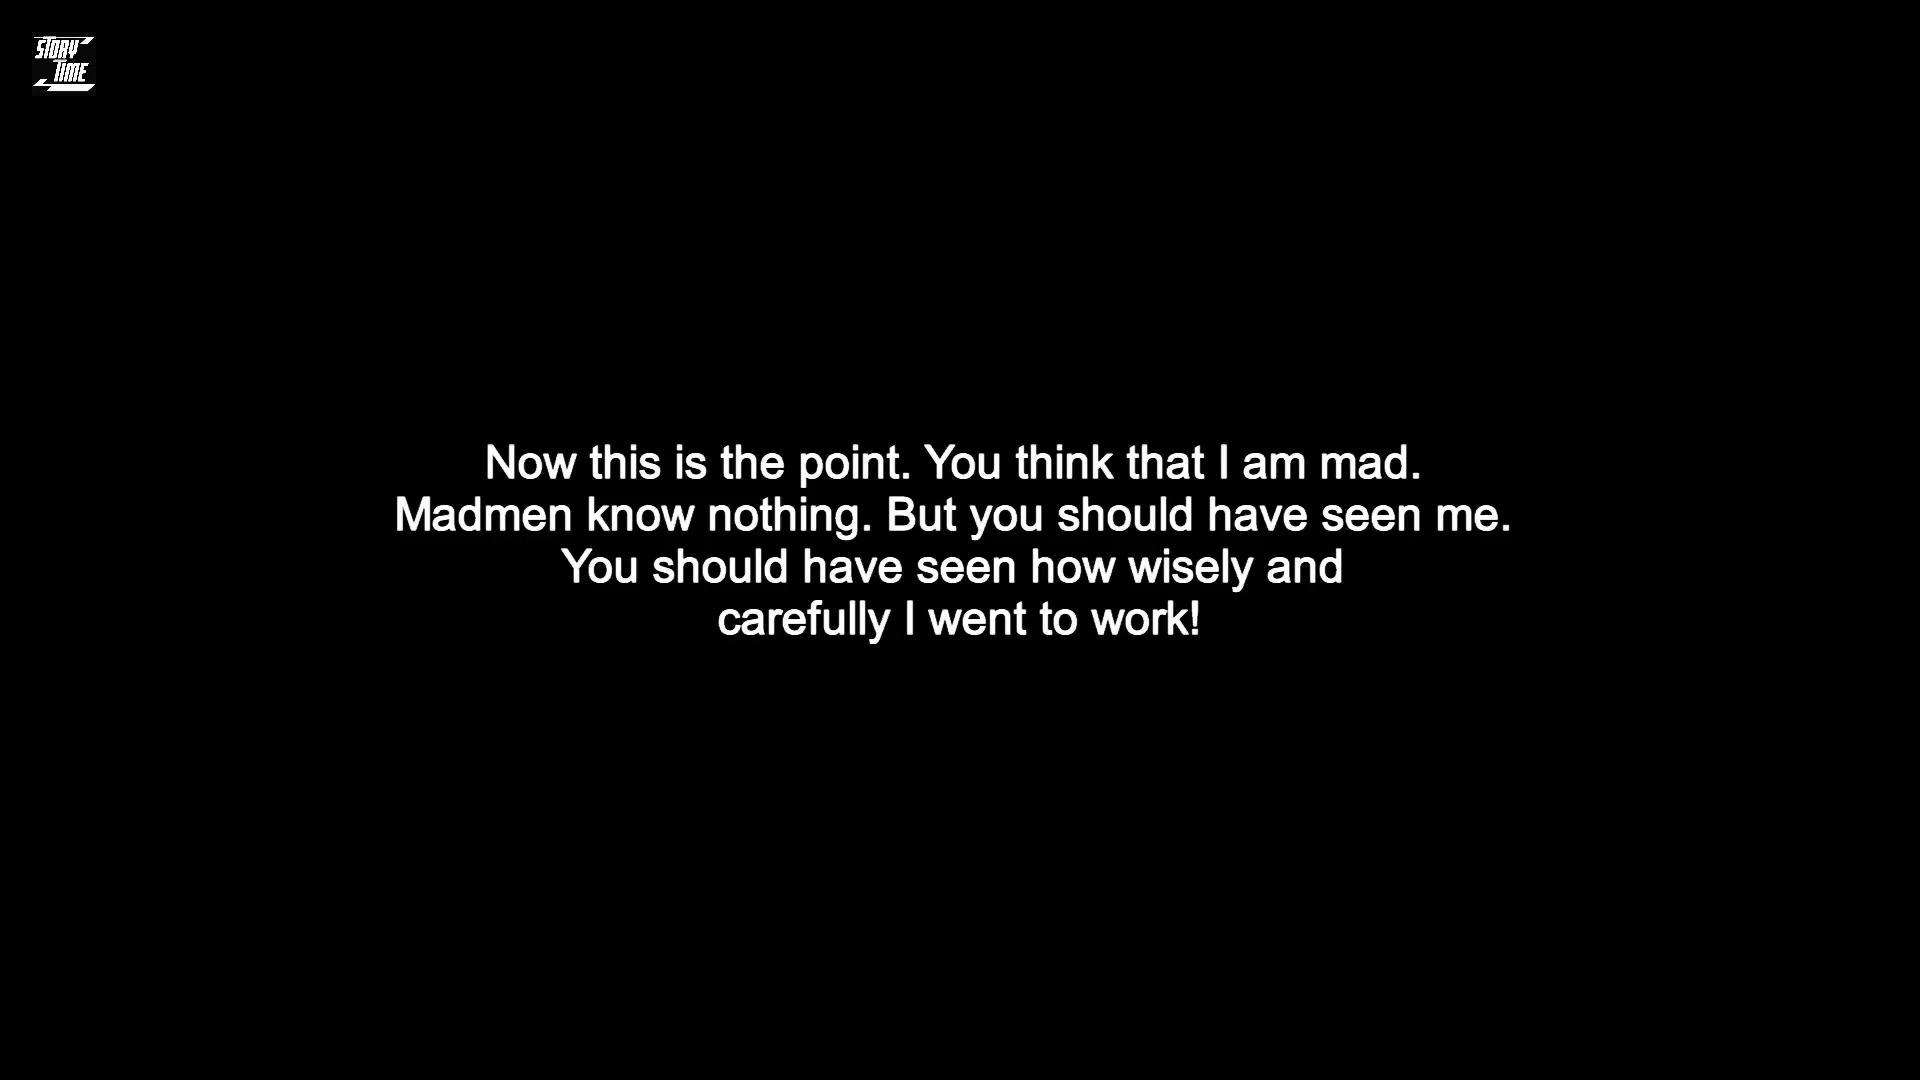 STORY
TIME
Now this is the point. You think that I am mad.
Madmen know nothing. But you should have seen me.
You should have seen how wisely and
carefully I went to work!